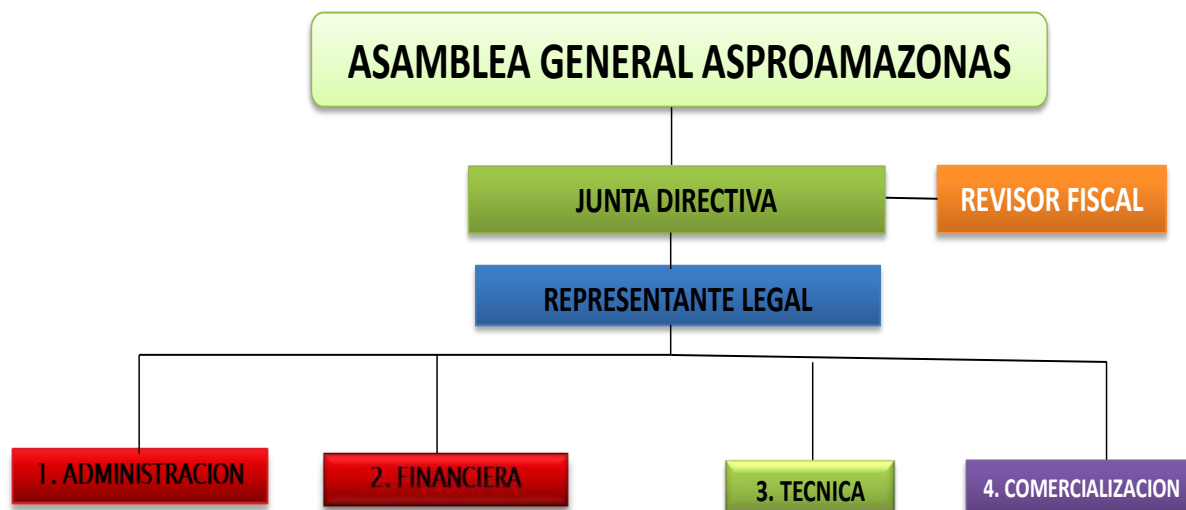 ASAMBLEA GENERAL ASPROAMAZONAS
JUNTA DIRECTIVA
REVISOR FISCAL
REPRESENTANTE LEGAL
1. ADMINISTRACION
2. FINANCIERA
3. TECNICA
4. COMERCIALIZACION